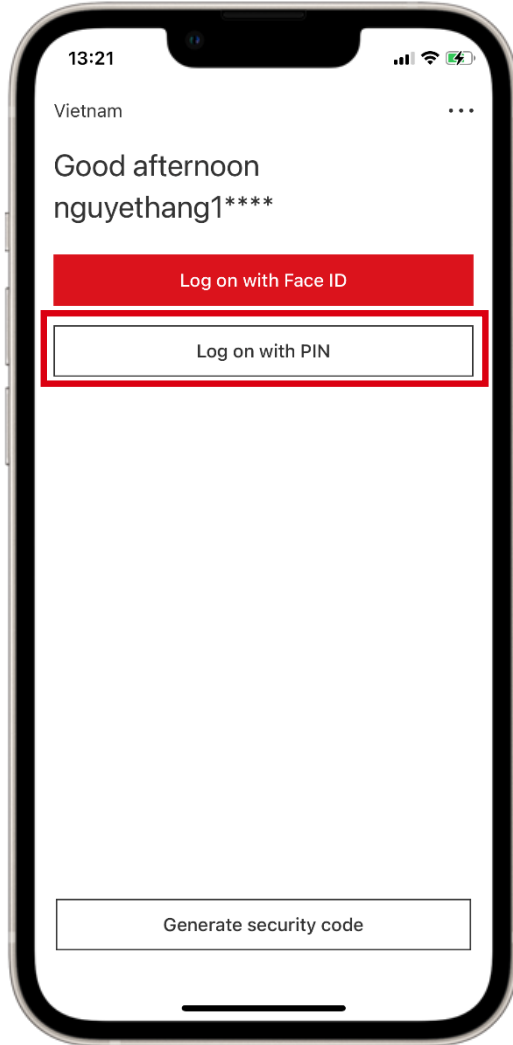 13:21
Vietnam
Good afternoon
nguyethang1****
Log on with Face ID
Log on with PIN
Generate security code